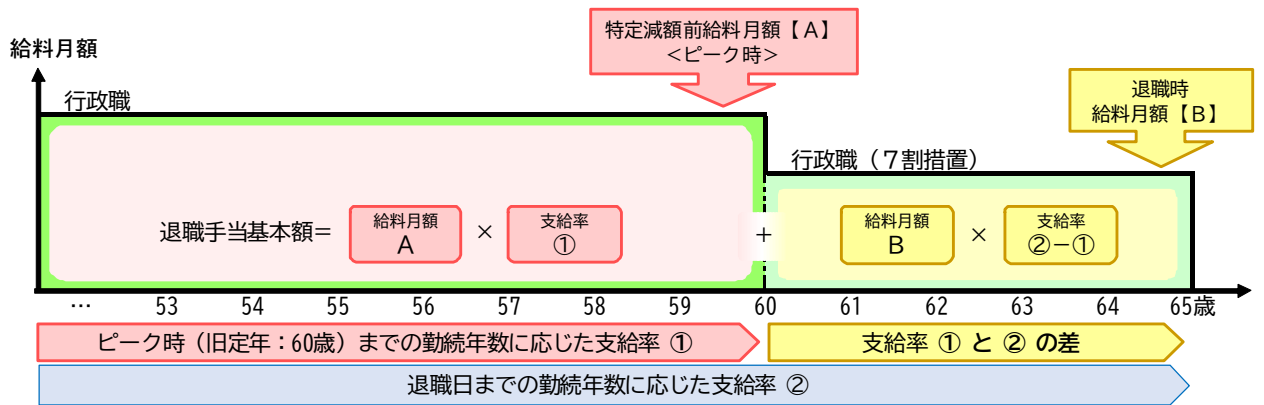 特定減額前給料月額【A】
＜ピーク時＞
給料月額
退職時
給料月額【B】
行政職
行政職（７割措置）
退職手当基本額＝ 給料月額 A × 支給率 ① ＋ 給料月額 B × 支給率 ②－①
… 53 54 55 56 57 58 59 60 61 62 63 64 65歳
ピーク時（旧定年：60歳）までの勤続年数に応じた支給率 ①
支給率 ① と ② の差
退職日までの勤続年数に応じた支給率 ②